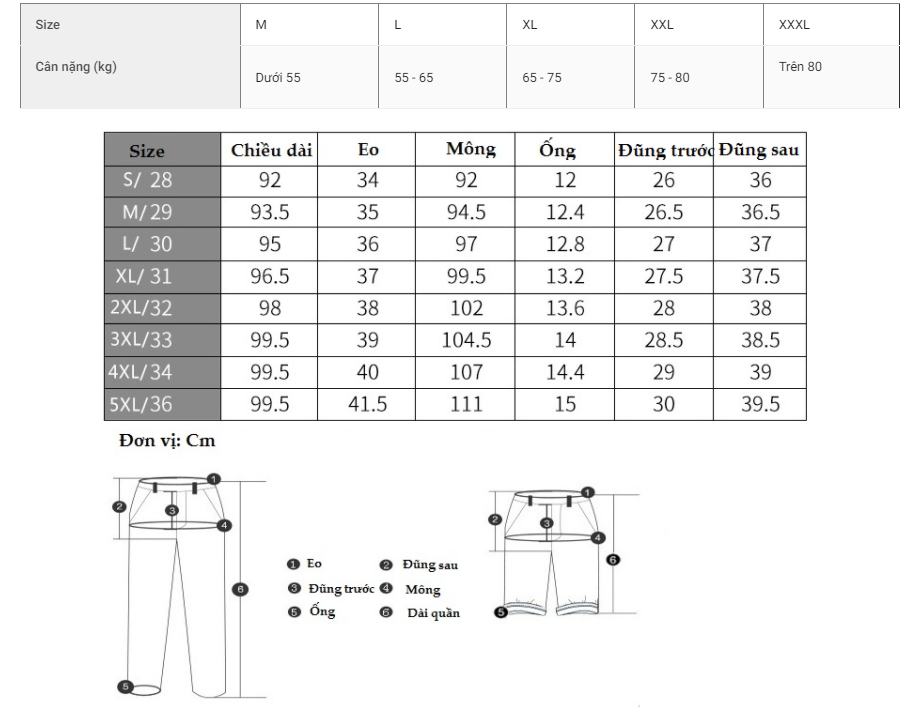 Size M L XL XXL XXXL
Cân nặng (kg) Dưới 55 55 - 65 65 - 75 75 - 80 Trên 80
Size Chiều dài Eo Mông Ống Đũng trước Đũng sau
S/ 28 92 34 92 12 26 36
M/29 93.5 35 94.5 12.4 26.5 36.5
L/ 30 95 36 97 12.8 27 37
XL/ 31 96.5 37 99.5 13.2 27.5 37.5
2XL/32 98 38 102 13.6 28 38
3XL/33 99.5 39 104.5 14 28.5 38.5
4XL/34 99.5 40 107 14.4 29 39
5XL/36 99.5 41.5 111 15 30 39.5
Đơn vị: Cm
1
2
3
4
6
5
1 Eo 2 Đũng sau
3 Đũng trước 4 Mông
5 Ống 6 Dài quần
1
2
3
4
6
5